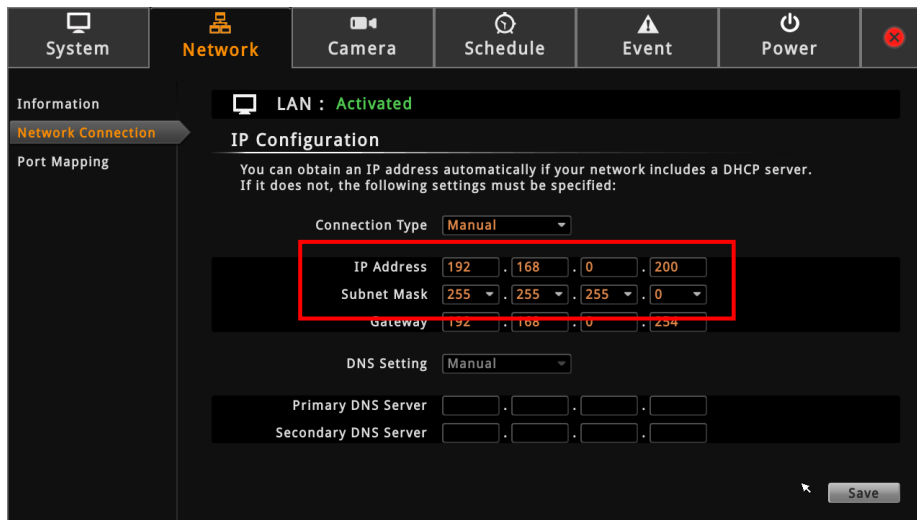 System Network Camera Schedule Event Power
Information
Network Connection
Port Mapping
LAN : Activated
IP Configuration
You can obtain an IP address automatically if your network includes a DHCP server.
If it does not, the following settings must be specified:
Connection Type Manual
IP Address 192 . 168 . 0 . 200
Subnet Mask 255 . 255 . 255 . 0
Gateway 192 . 168 . 0 . 254
DNS Setting Manual
Primary DNS Server . . .
Secondary DNS Server . . .
Save